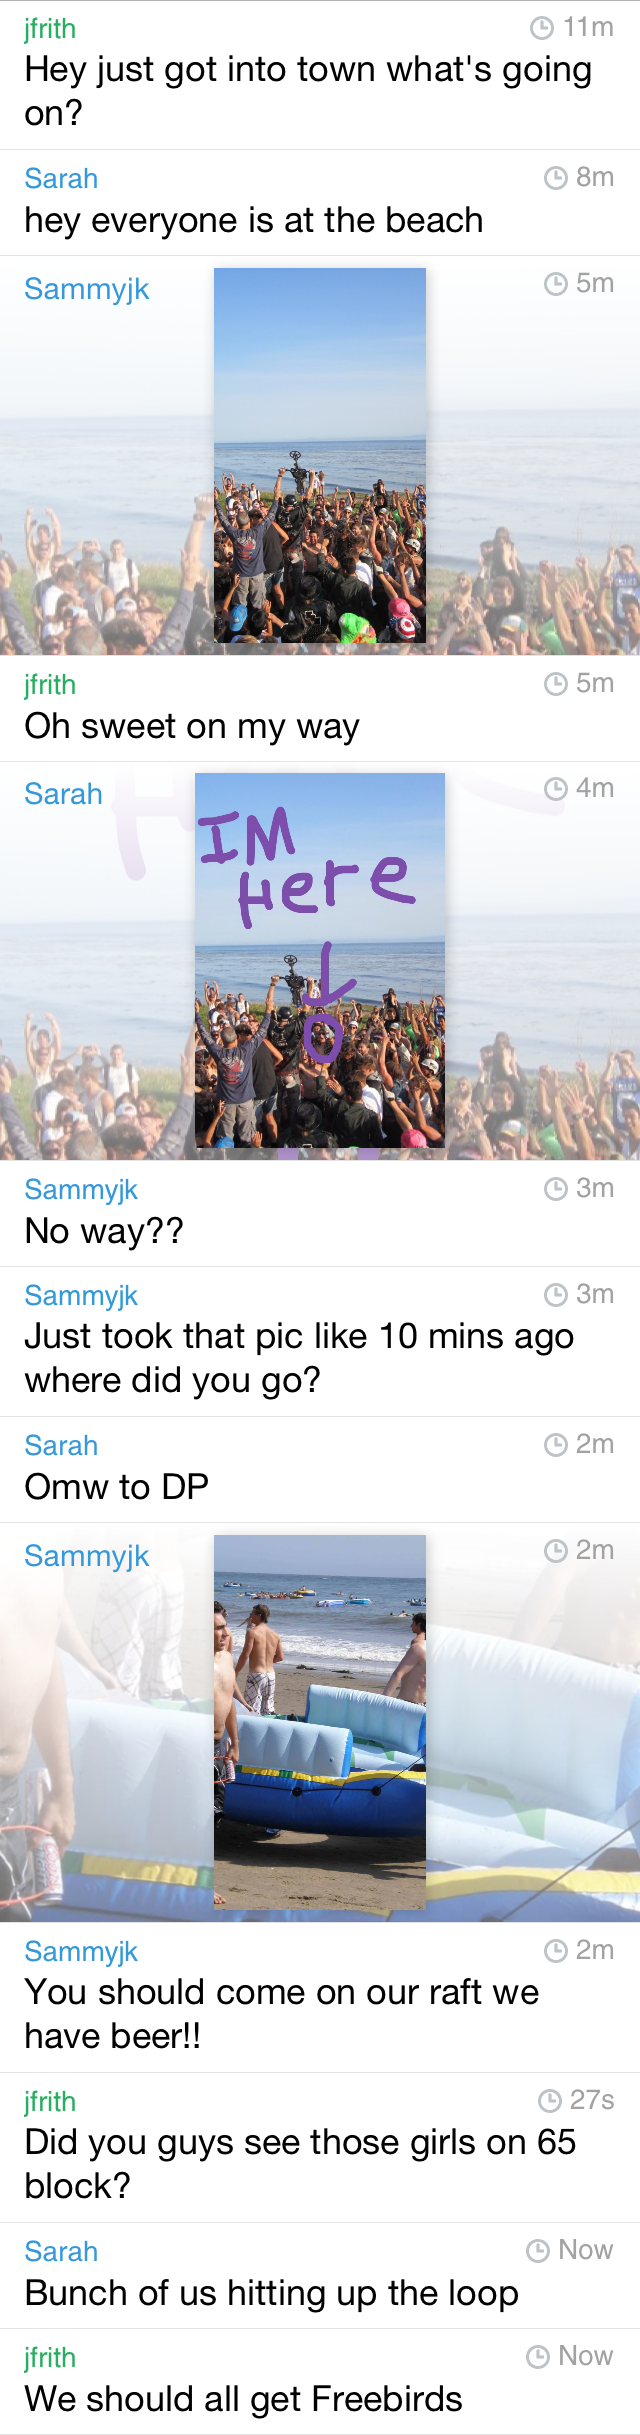 jfrith 11m
Hey just got into town what's going
on?
Sarah 8m
hey everyone is at the beach
Sammyjk 5m
jfrith 5m
Oh sweet on my way
Sarah 4m
IM
Here
Sammyjk 3m
No way??
Sammyjk 3m
Just took that pic like 10 mins ago
where did you go?
Sarah 2m
Omw to DP
Sammyjk 2m
Sammyjk 2m
You should come on our raft we
have beer!!
jfrith 27s
Did you guys see those girls on 65
block?
Sarah Now
Bunch of us hitting up the loop
jfrith Now
We should all get Freebirds